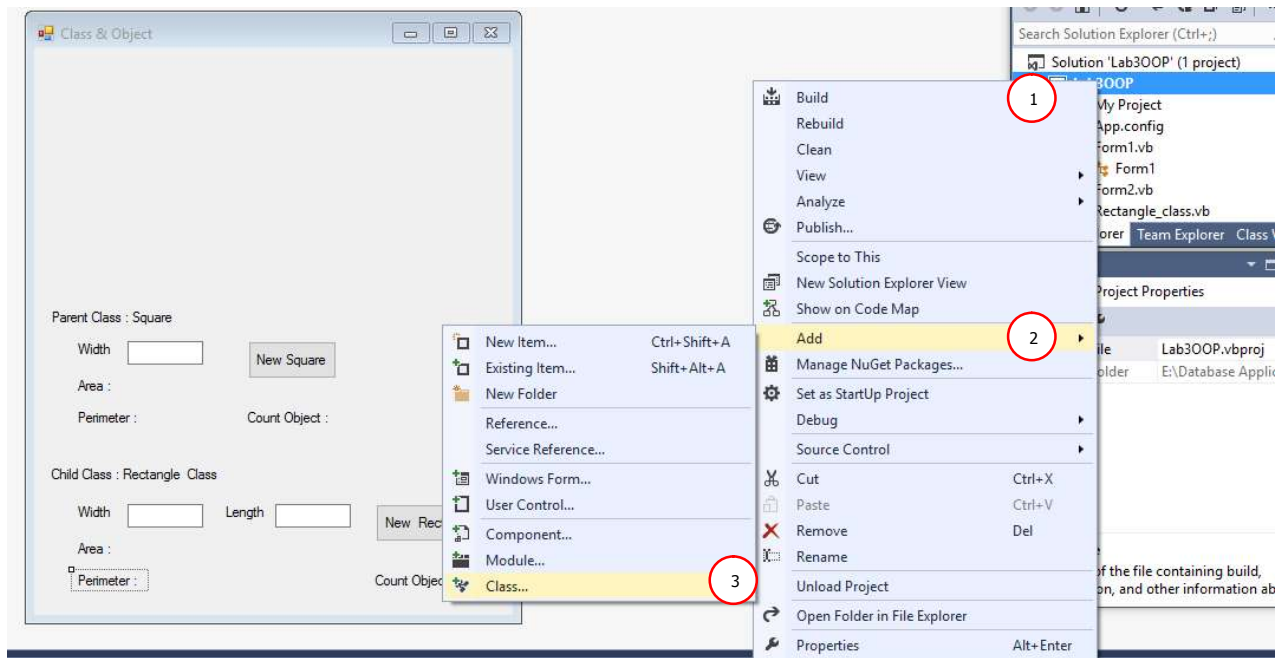 Class & Object
Parent Class : Square
Width
New Square
Area :
Perimeter :
Count Object :
Child Class : Rectangle  Class
Width
Length
New  Rec
Area :
Perimeter :
Count Objec
New Item...
Ctrl+Shift+A
Existing Item...
Shift+Alt+A
New Folder
Reference...
Service Reference...
Windows Form...
User Control...
Component...
Module...
Class...
3
Build
1
Rebuild
Clean
View
Analyze
Publish...
Scope to This
New Solution Explorer View
Show on Code Map
Add
2
Manage NuGet Packages...
Set as StartUp Project
Debug
Source Control
Cut
Ctrl+X
Paste
Ctrl+V
Remove
Del
Rename
Unload Project
Open Folder in File Explorer
Properties
Alt+Enter
Search Solution Explorer (Ctrl+;)
Solution 'Lab3OOP' (1 project)
3OOP
My Project
App.config
Form1.vb
Form1
Form2.vb
Rectangle_class.vb
orer
Team Explorer
Class V
Project Properties
ile
Lab3OOP.vbproj
older
E:\Database Applic
of the file containing build,
on, and other information ab